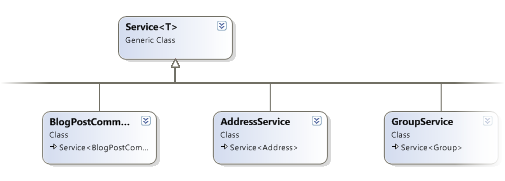 Service<T>
Generic Class
BlogPostComm...
Class
Service<BlogPostCom...
AddressService
Class
Service<Address>
GroupService
Class
Service<Group>